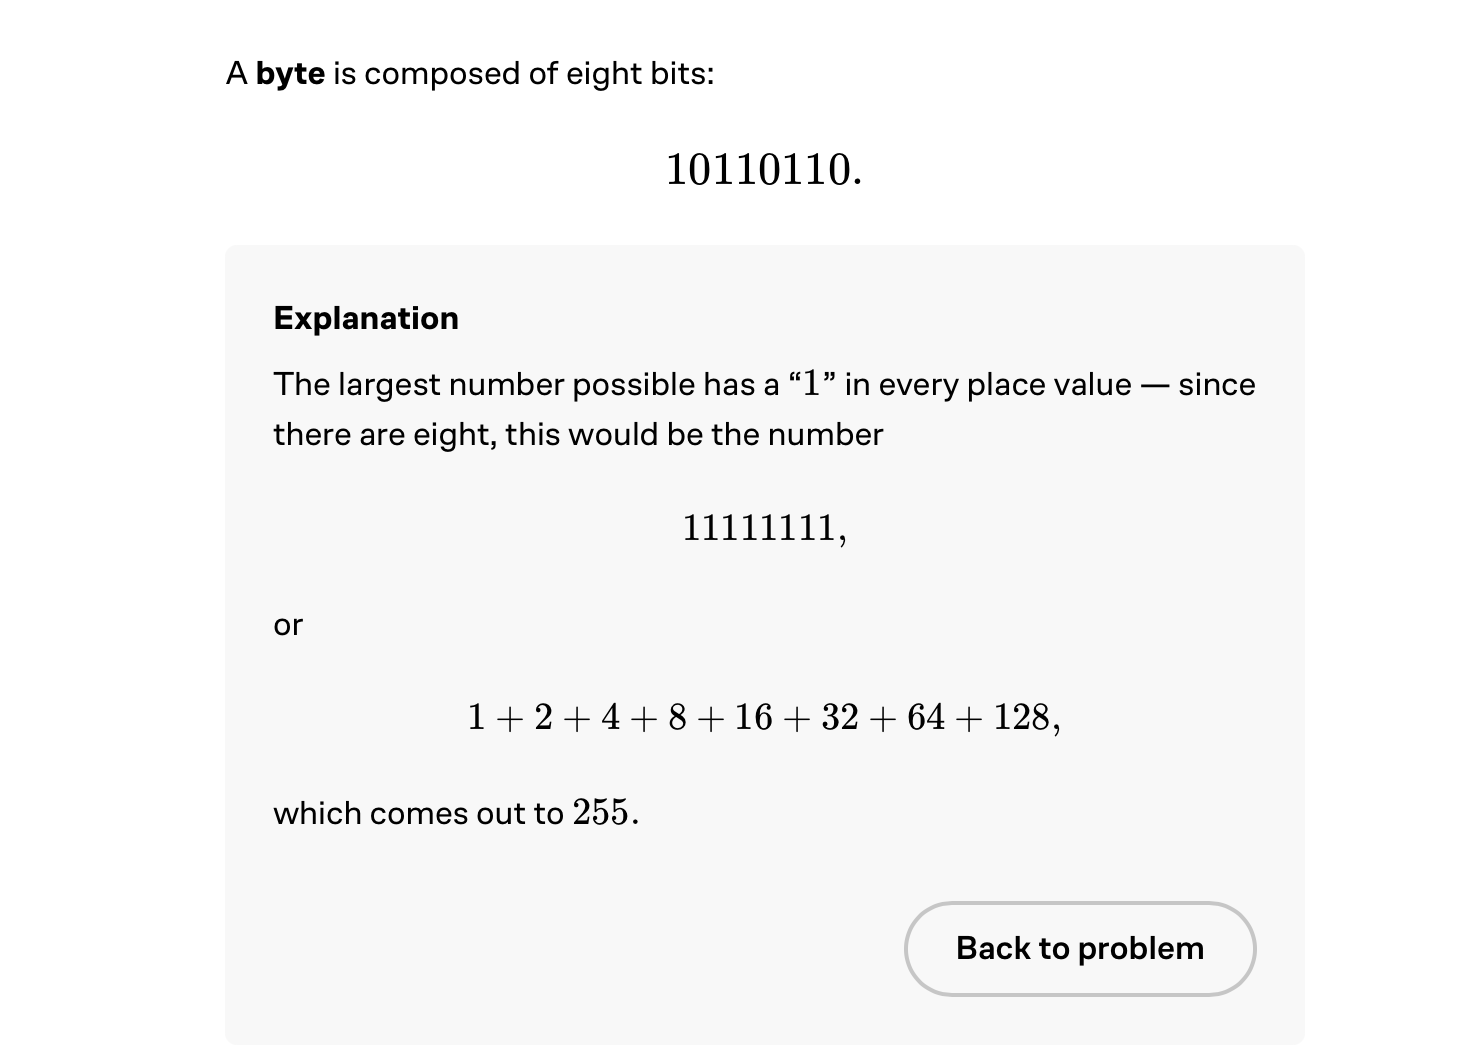 A byte is composed of eight bits:
10110110.
Explanation
The largest number possible has a “1” in every place value — since
there are eight, this would be the number
11111111,
or
1 + 2 + 4 + 8 + 16 + 32 + 64 + 128,
which comes out to 255.
Back to problem